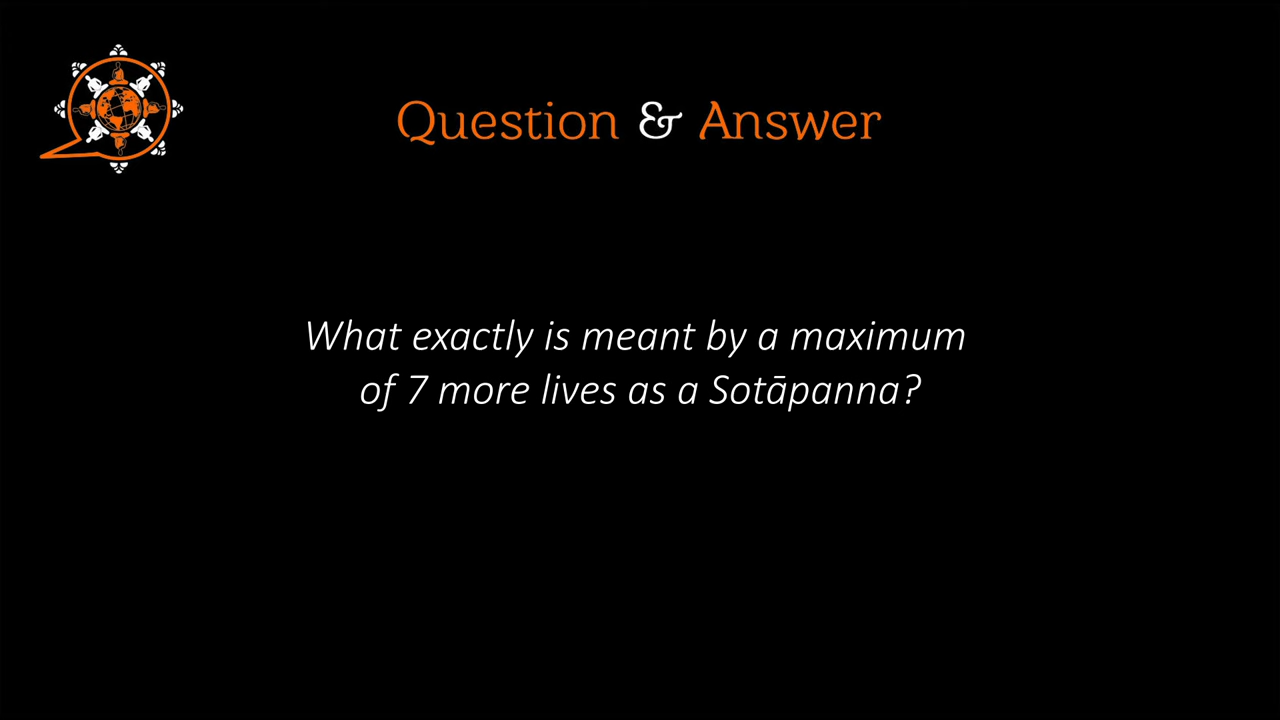 Question & Answer
What exactly is meant by a maximum
of 7 more lives as a Sotāpanna?